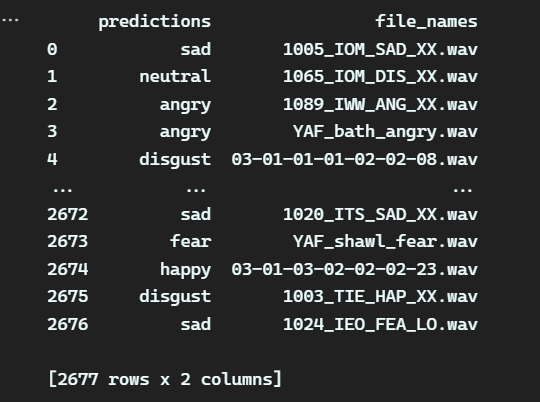 ...
predictions file_names
0 sad 1005_IOM_SAD_XX.wav
1 neutral 1065_IOM_DIS_XX.wav
2 angry 1089_IWW_ANG_XX.wav
3 angry YAF_bath_angry.wav
4 disgust 03-01-01-01-02-02-08.wav
... ... ...
2672 sad 1020_ITS_SAD_XX.wav
2673 fear YAF_shawl_fear.wav
2674 happy 03-01-03-02-02-02-23.wav
2675 disgust 1003_TIE_HAP_XX.wav
2676 sad 1024_IEO_FEA_LO.wav
[2677 rows x 2 columns]